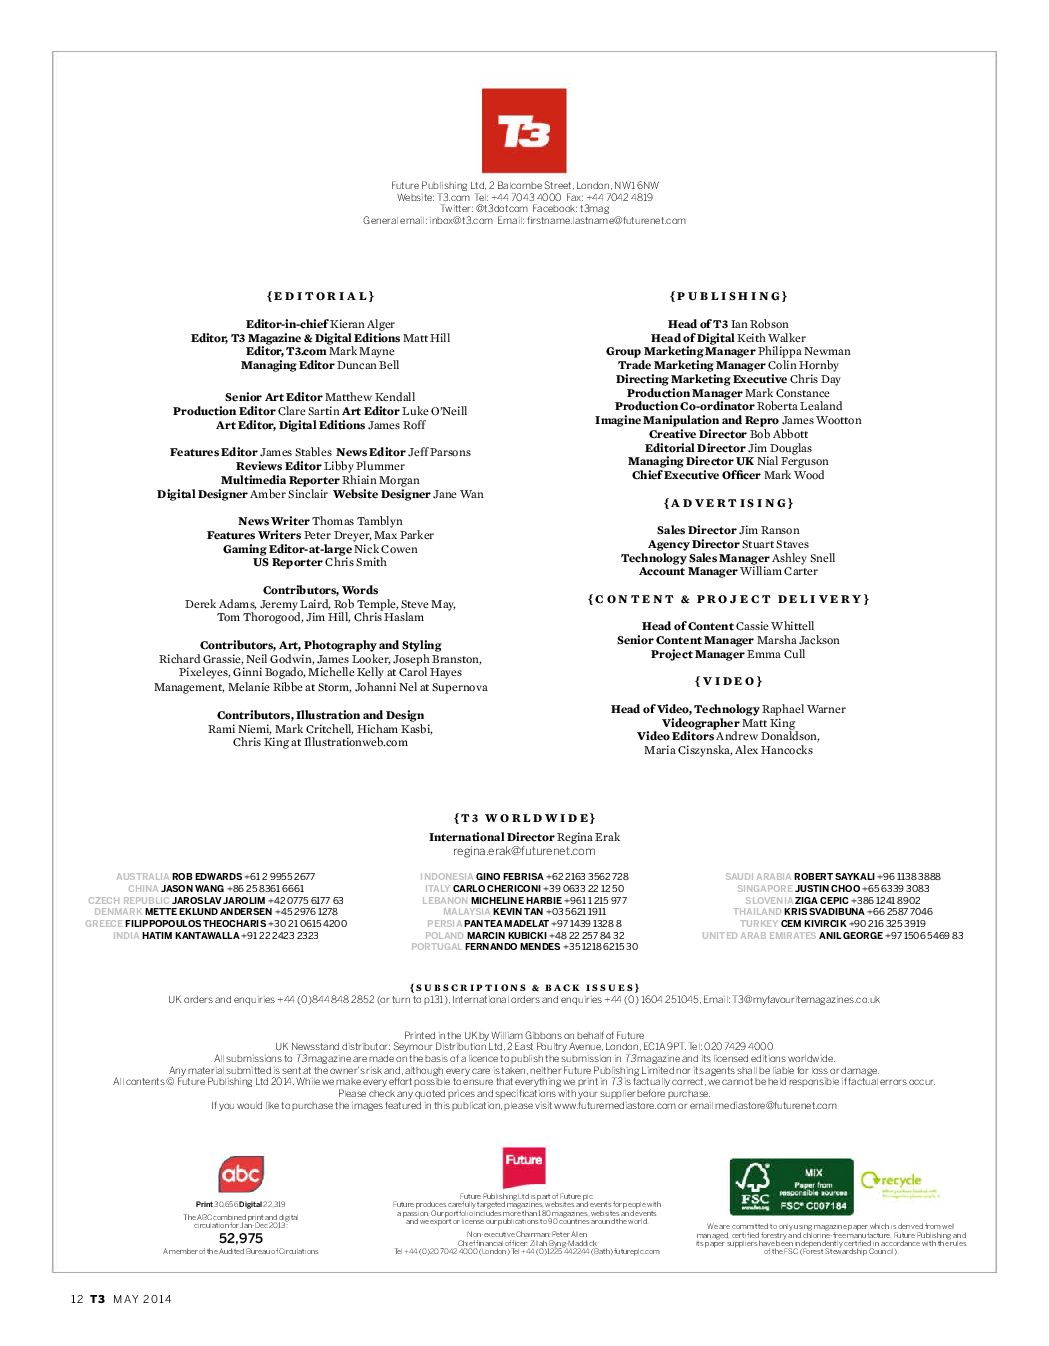 T3
Future Publishing Ltd, 2 Balcombe Street, London, NW1 6NW
Website: T3.com Tel: +44 7043 4000 Fax: +44 7042 4819
Twitter: @t3dotcom Facebook: t3mag
General email: inbox@t3.com Email: firstname.lastname@futurenet.com
{EDITORIAL}
Editor-in-chief Kieran Alger
Editor, T3 Magazine & Digital Editions Matt Hill
Editor, T3.com Mark Mayne
Managing Editor Duncan Bell
Senior Art Editor Matthew Kendall
Production Editor Clare Sartin Art Editor Luke O'Neill
Art Editor, Digital Editions James Roff
Features Editor James Stables News Editor Jeff Parsons
Reviews Editor Libby Plummer
Multimedia Reporter Rhiain Morgan
Digital Designer Amber Sinclair Website Designer Jane Wan
News Writer Thomas Tamblyn
Features Writers Peter Dreyer, Max Parker
Gaming Editor-at-large Nick Cowen
US Reporter Chris Smith
Contributors, Words
Derek Adams, Jeremy Laird, Rob Temple, Steve May,
Tom Thorogood, Jim Hill, Chris Haslam
Contributors, Art, Photography and Styling
Richard Grassie, Neil Godwin, James Looker, Joseph Branston,
Pixeleyes, Ginni Bogado, Michelle Kelly at Carol Hayes
Management, Melanie Ribbe at Storm, Johanni Nel at Supernova
Contributors, Illustration and Design
Rami Niemi, Mark Critchell, Hicham Kasbi,
Chris King at Illustrationweb.com
{PUBLISHING}
Head of T3 Ian Robson
Head of Digital Keith Walker
Group Marketing Manager Philippa Newman
Trade Marketing Manager Colin Hornby
Directing Marketing Executive Chris Day
Production Manager Mark Constance
Production Co-ordinator Roberta Lealand
Imagine Manipulation and Repro James Wootton
Creative Director Bob Abbott
Editorial Director Jim Douglas
Managing Director UK Nial Ferguson
Chief Executive Officer Mark Wood
{ADVERTISING}
Sales Director Jim Ranson
Agency Director Stuart Staves
Technology Sales Manager Ashley Snell
Account Manager William Carter
{CONTENT & PROJECT DELIVERY}
Head of Content Cassie Whittell
Senior Content Manager Marsha Jackson
Project Manager Emma Cull
{VIDEO}
Head of Video, Technology Raphael Warner
Videographer Matt King
Video Editors Andrew Donaldson,
Maria Ciszynska, Alex Hancocks
{T3 WORLDWIDE}
International Director Regina Erak
regina.erak@futurenet.com
AUSTRALIA ROB EDWARDS +61 2 9955 2677
CHINA JASON WANG +86 25 8361 6661
CZECH REPUBLIC JAROSLAV JAROLIM +42 0775 6177 63
DENMARK METTE EKLUND ANDERSEN +45 2976 1278
GREECE FILIPPOPOULOS THEOCHARIS +30 21 0615 4200
INDIA HATIM KANTAWALLA +91 22 2423 2323
INDONESIA GINO FEBRISA +62 2163 3562 728
ITALY CARLO CHERICONI +39 0633 22 12 50
LEBANON MICHELINE HARBIE +961 1 215 977
MALAYSIA KEVIN TAN +03 5621 1911
PERSIA PANTEA MADELAT +97 1439 1328 8
POLAND MARCIN KUBICKI +48 22 257 84 32
PORTUGAL FERNANDO MENDES +35 1218 6215 30
SAUDI ARABIA ROBERT SAYKALI +96 1138 3888
SINGAPORE JUSTIN CHOO +65 6339 3083
SLOVENIA ZIGA CEPIC +386 1241 8902
THAILAND KRIS SVADIBUNA +66 2587 7046
TURKEY CEM KIVIRCIK +90 216 325 3919
UNITED ARAB EMIRATES ANIL GEORGE +97 1506 5469 83
{SUBSCRIPTIONS & BACK ISSUES}
UK orders and enquiries +44 (0)844 848 2852 (or turn to p131), International orders and enquiries +44 (0) 1604 251045, Email: T3@myfavouritemagazines.co.uk
Printed in the UK by William Gibbons on behalf of Future
UK Newsstand distributor: Seymour Distribution Ltd, 2 East Poultry Avenue, London, EC1A 9PT. Tel: 020 7429 4000
All submissions to T3 magazine are made on the basis of a licence to publish the submission in T3 magazine and its licensed editions worldwide.
Any material submitted is sent at the owner's risk and, although every care is taken, neither Future Publishing Limited nor its agents shall be liable for loss or damage.
All contents © Future Publishing Ltd 2014. While we make every effort possible to ensure that everything we print in T3 is factually correct, we cannot be held responsible if factual errors occur.
Please check any quoted prices and specifications with your supplier before purchase.
If you would like to purchase the images featured in this publication, please visit www.futuremediastore.com or email mediastore@futurenet.com
abc
Print 30,656 Digital 22,319
The ABC combined print and digital
circulation for Jan-Dec 2013:
52,975
A member of the Audited Bureau of Circulations
Future
Future Publishing Ltd is part of Future plc.
Future produces carefully targeted magazines, websites and events for people with
a passion. Our portfolio includes more than 180 magazines, websites and events
and we export or license our publications to 90 countries around the world.
Non-executive Chairman: Peter Allen
Chief financial officer: Zillah Byng-Maddick
Tel +44 (0)20 7042 4000 (London) Tel +44 (0)1225 442244 (Bath) futureplc.com
FSC
www.fsc.org
MIX
Paper from
responsible sources
FSC® C007184
recycle
We are committed to only using magazine paper which is derived from well
managed, certified forestry and chlorine-free manufacture. Future Publishing and
its paper suppliers have been independently certified in accordance with the rules
of the FSC (Forest Stewardship Council).
12 T3 MAY 2014